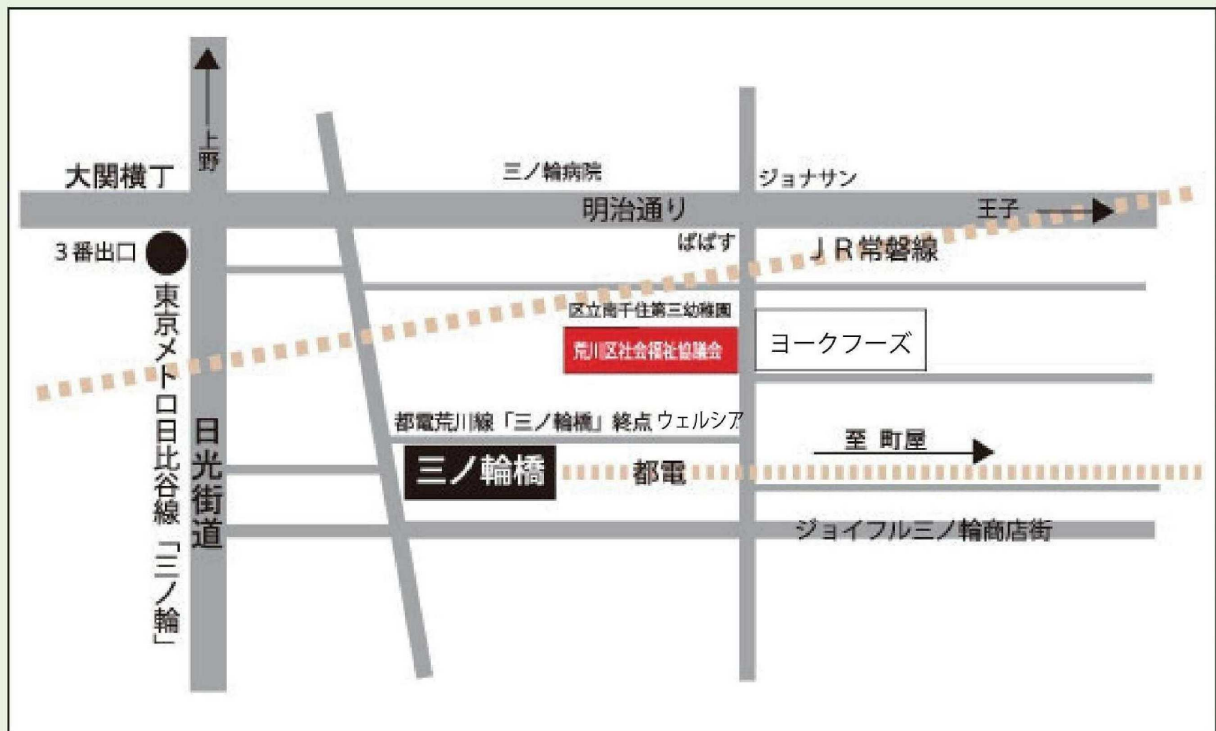 上野
大関横丁
三ノ輪病院
ジョナサン
明治通り
王子
3番出口
ぱぱす
JR常磐線
東京メトロ日比谷線「三ノ輪」
区立南千住第三幼稚園
荒川区社会福祉協議会
ヨークフーズ
日光街道
都電荒川線「三ノ輪橋」終点
ウェルシア
至 町屋
三ノ輪橋
都電
ジョイフル三ノ輪商店街